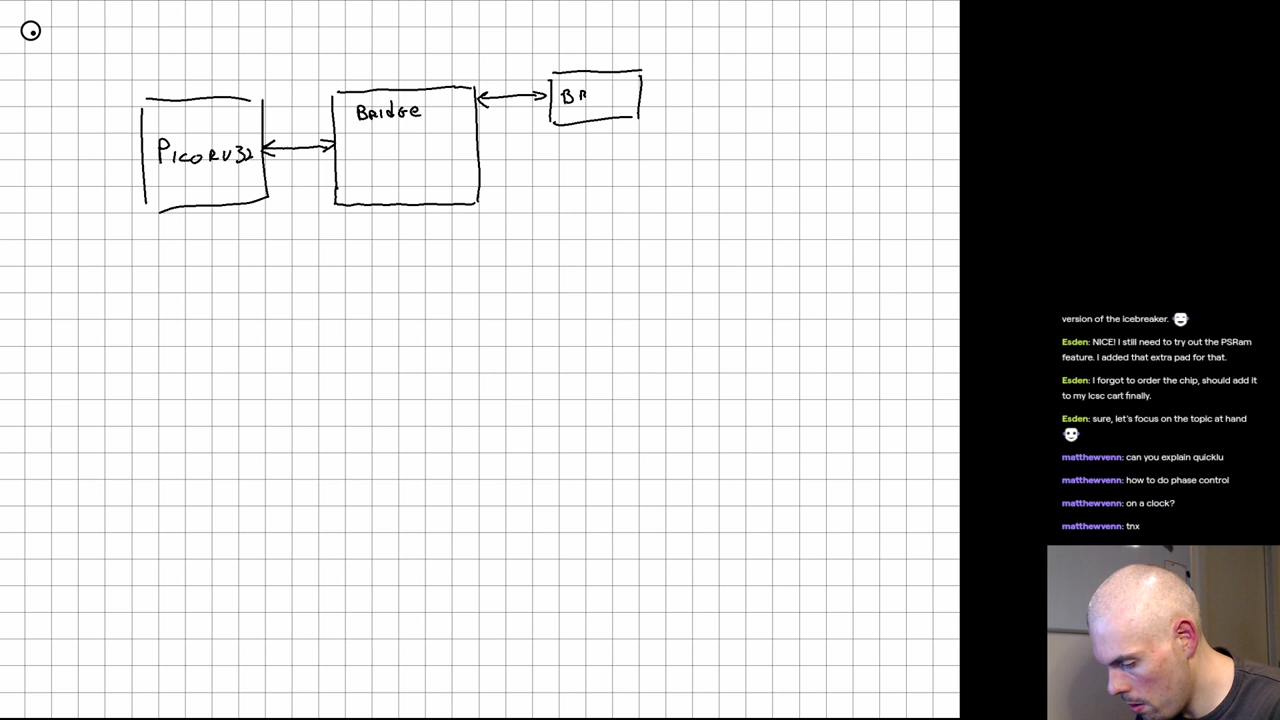 PICORV32
BRIDGE
BR
version of the icebreaker.
Esden: NICE! I still need to try out the PSRam
feature. I added that extra pad for that.
Esden: I forgot to order the chip, should add it
to my lcsc cart finally.
Esden: sure, let's focus on the topic at hand
matthewvenn: can you explain quicklu
matthewvenn: how to do phase control
matthewvenn: on a clock?
matthewvenn: tnx